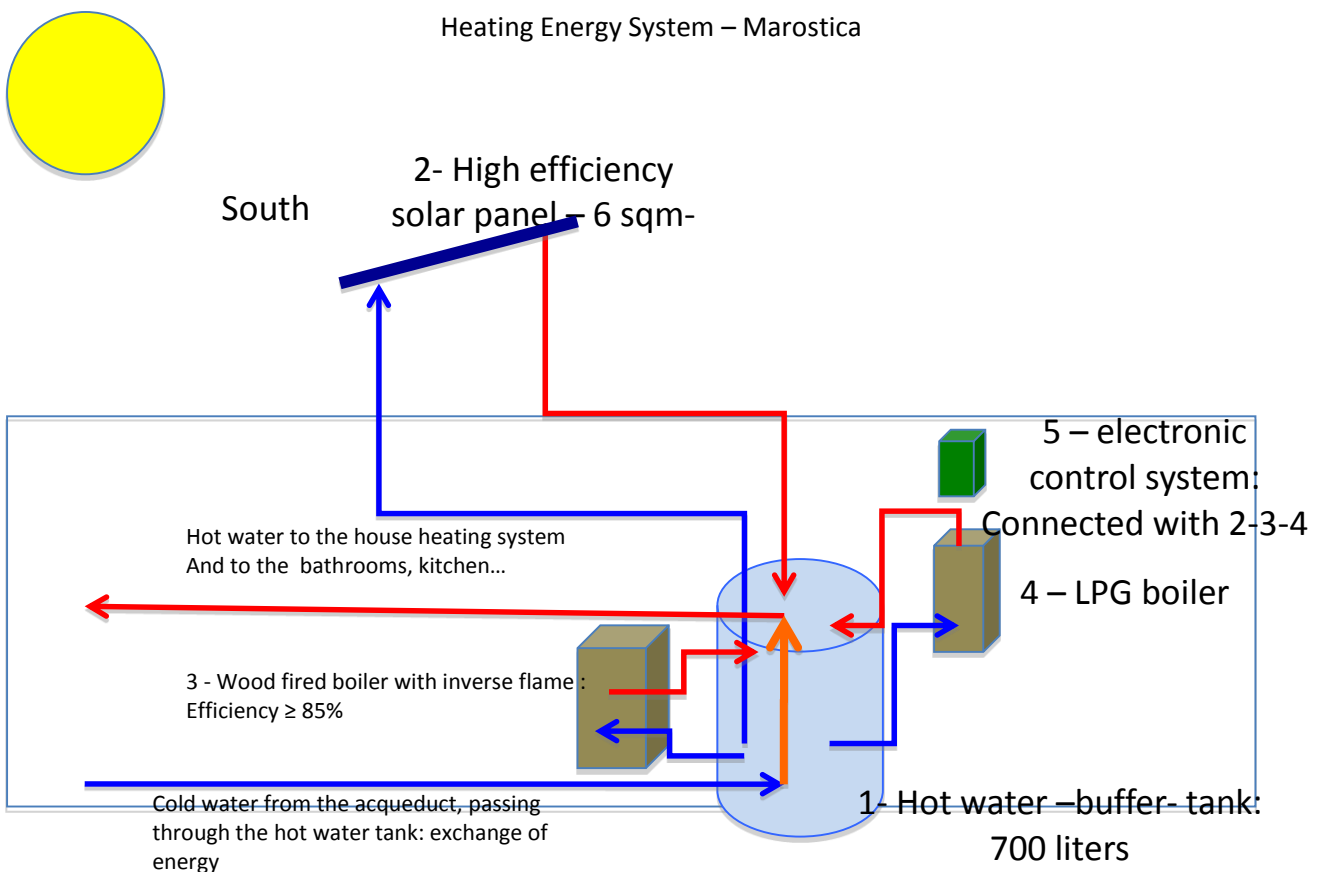 Heating Energy System – Marostica
2- High efficiency
solar panel – 6 sqm-
South
5 – electronic
control system:
Connected with 2-3-4
Hot water to the house heating system
And to the  bathrooms, kitchen…
4 – LPG boiler
3 - Wood fired boiler with inverse flame :
Efficiency ≥ 85%
Cold water from the acqueduct, passing
through the hot water tank: exchange of
energy
1- Hot water –buffer- tank:
700 liters